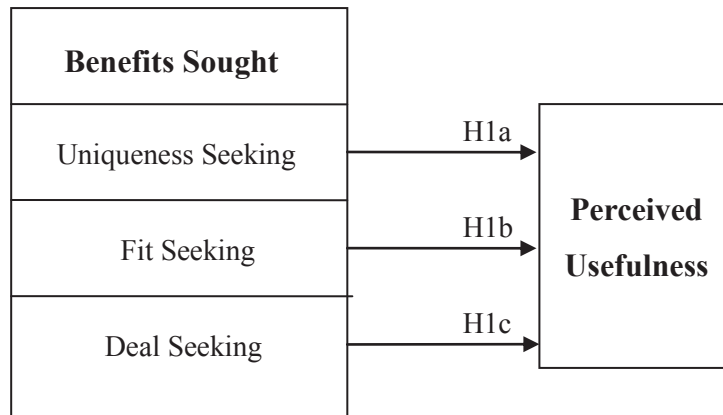 Benefits Sought
Uniqueness Seeking
H1a
Fit Seeking
H1b
Deal Seeking
H1c
Perceived
Usefulness